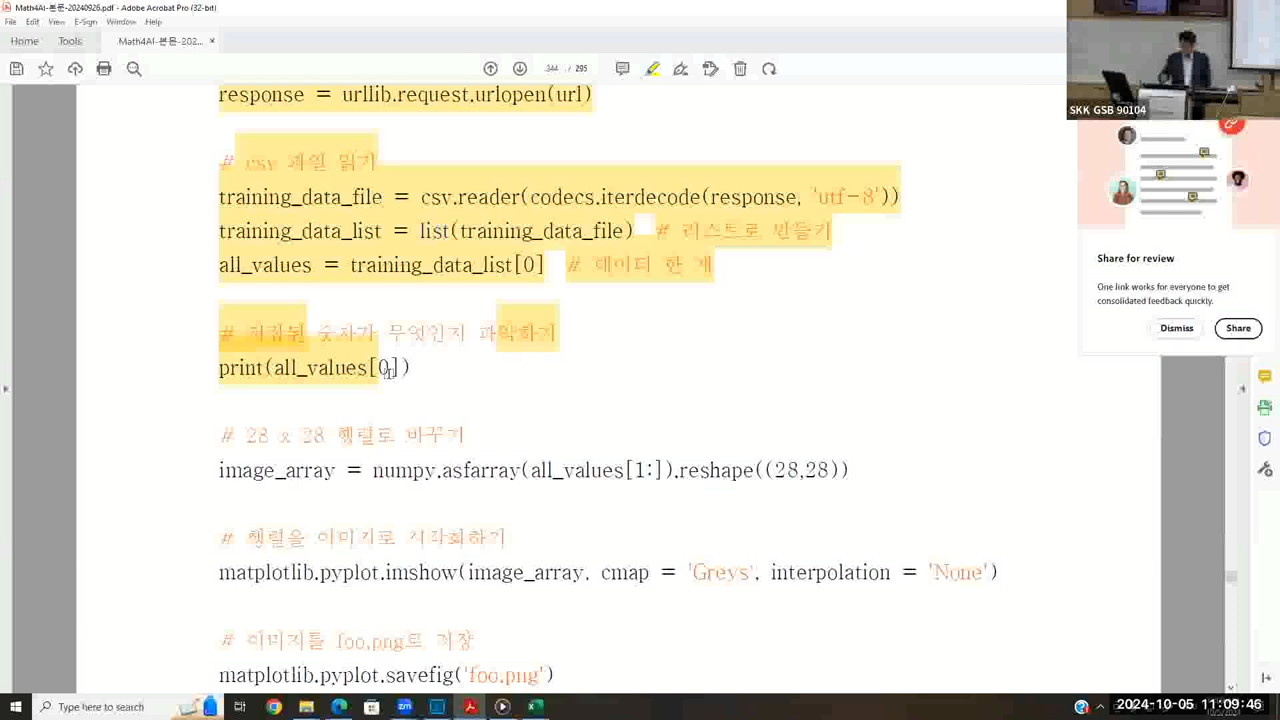 Math4AI-본문-20240926.pdf - Adobe Acrobat Pro (32-bit)
File Edit View E-Sign Window Help
Home Tools Math4AI-본문-202... ×
344 / 295
response = urllib.request.urlopen(url)
# csv 파일 읽기
training_data_file = csv.reader(codecs.iterdecode(response, 'utf-8'))
training_data_list = list(training_data_file) # 리스트로 만들기
all_values = training_data_list[0] # 데이터 한 개
# 저장된 숫자가 무엇인지 파악하기
print(all_values[0])
# 28 x 28 행렬로 바꾸기
image_array = numpy.asfarray(all_values[1:]).reshape((28,28))
# 행렬을 이미지로 시각화하기
matplotlib.pyplot.imshow(image_array, cmap = 'Greys', interpolation = 'None')
# 이미지를 foo.png로 저장
matplotlib.pyplot.savefig('foo.png')
SKK GSB 90104
Share for review
One link works for everyone to get
consolidated feedback quickly.
Dismiss Share
Type here to search
2024-10-05 11:09:46